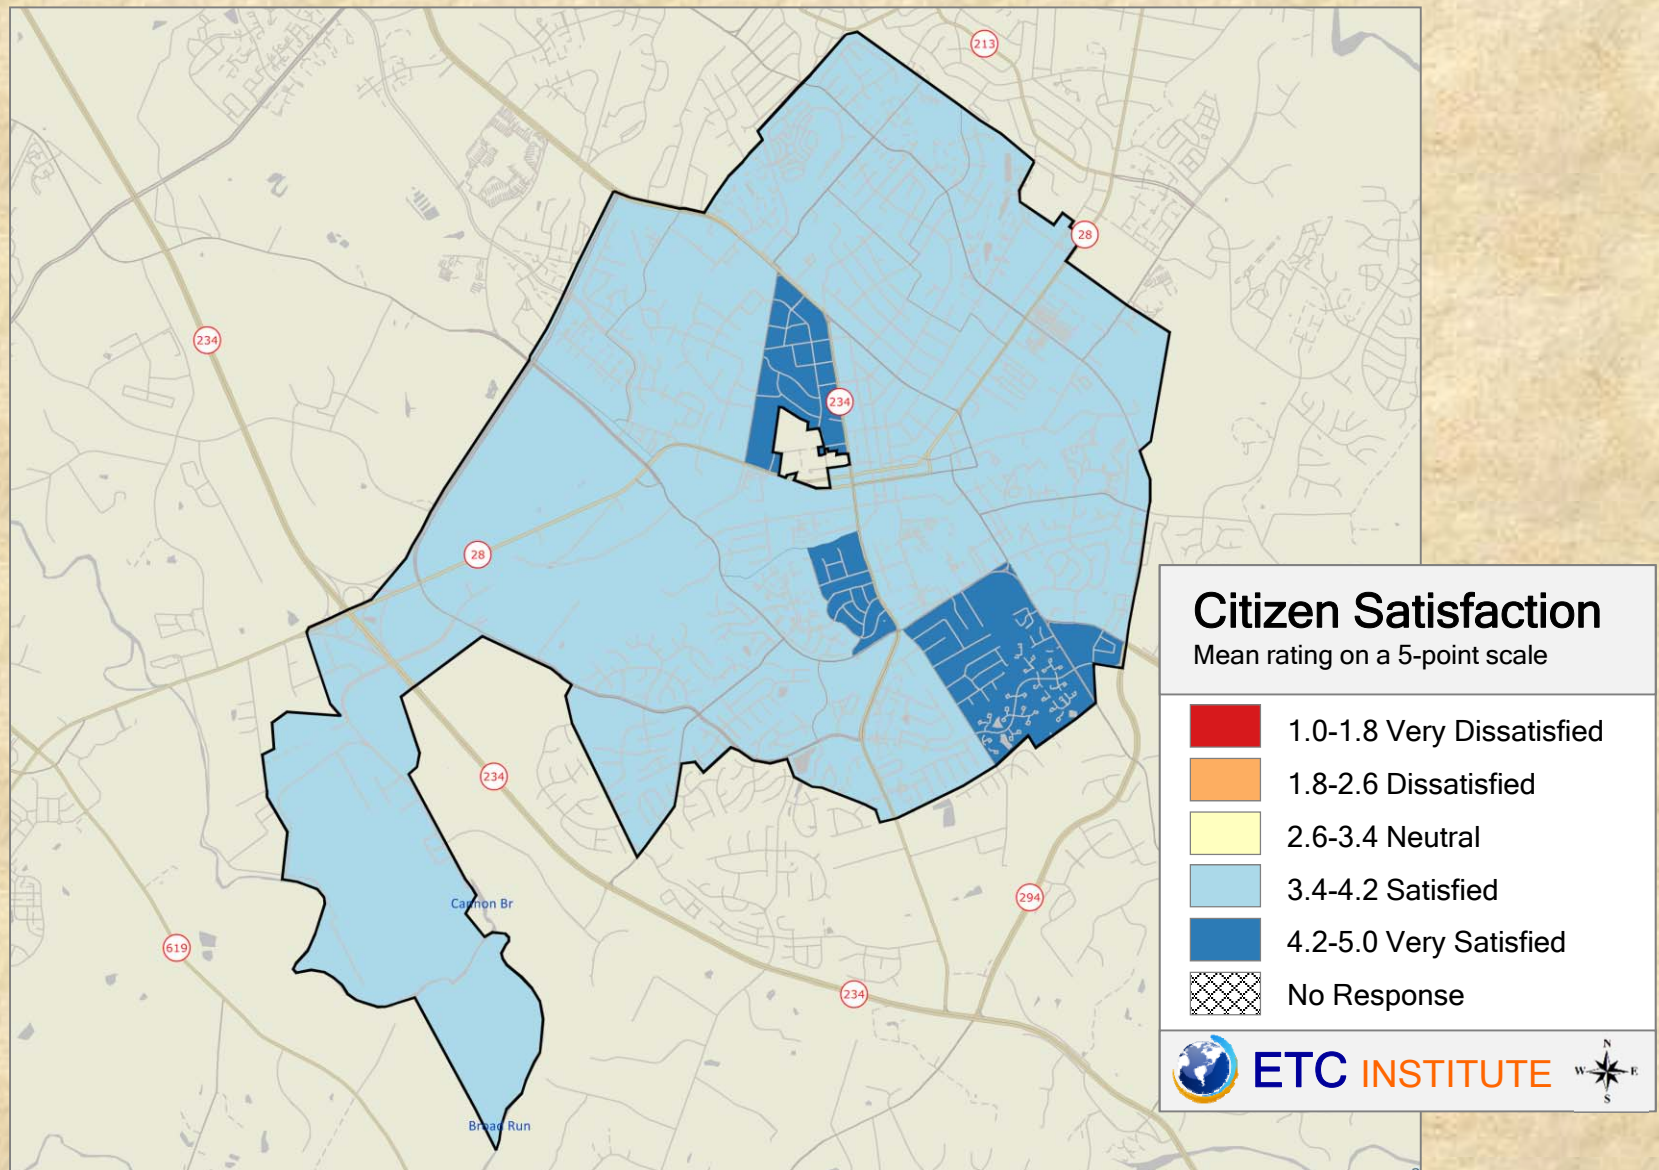 213
28
234
234
28
234
Cannon Br
294
619
234
Broad Run
Citizen Satisfaction
Mean rating on a 5-point scale
1.0-1.8 Very Dissatisfied
1.8-2.6 Dissatisfied
2.6-3.4 Neutral
3.4-4.2 Satisfied
4.2-5.0 Very Satisfied
No Response
ETC INSTITUTE
N
W E
S